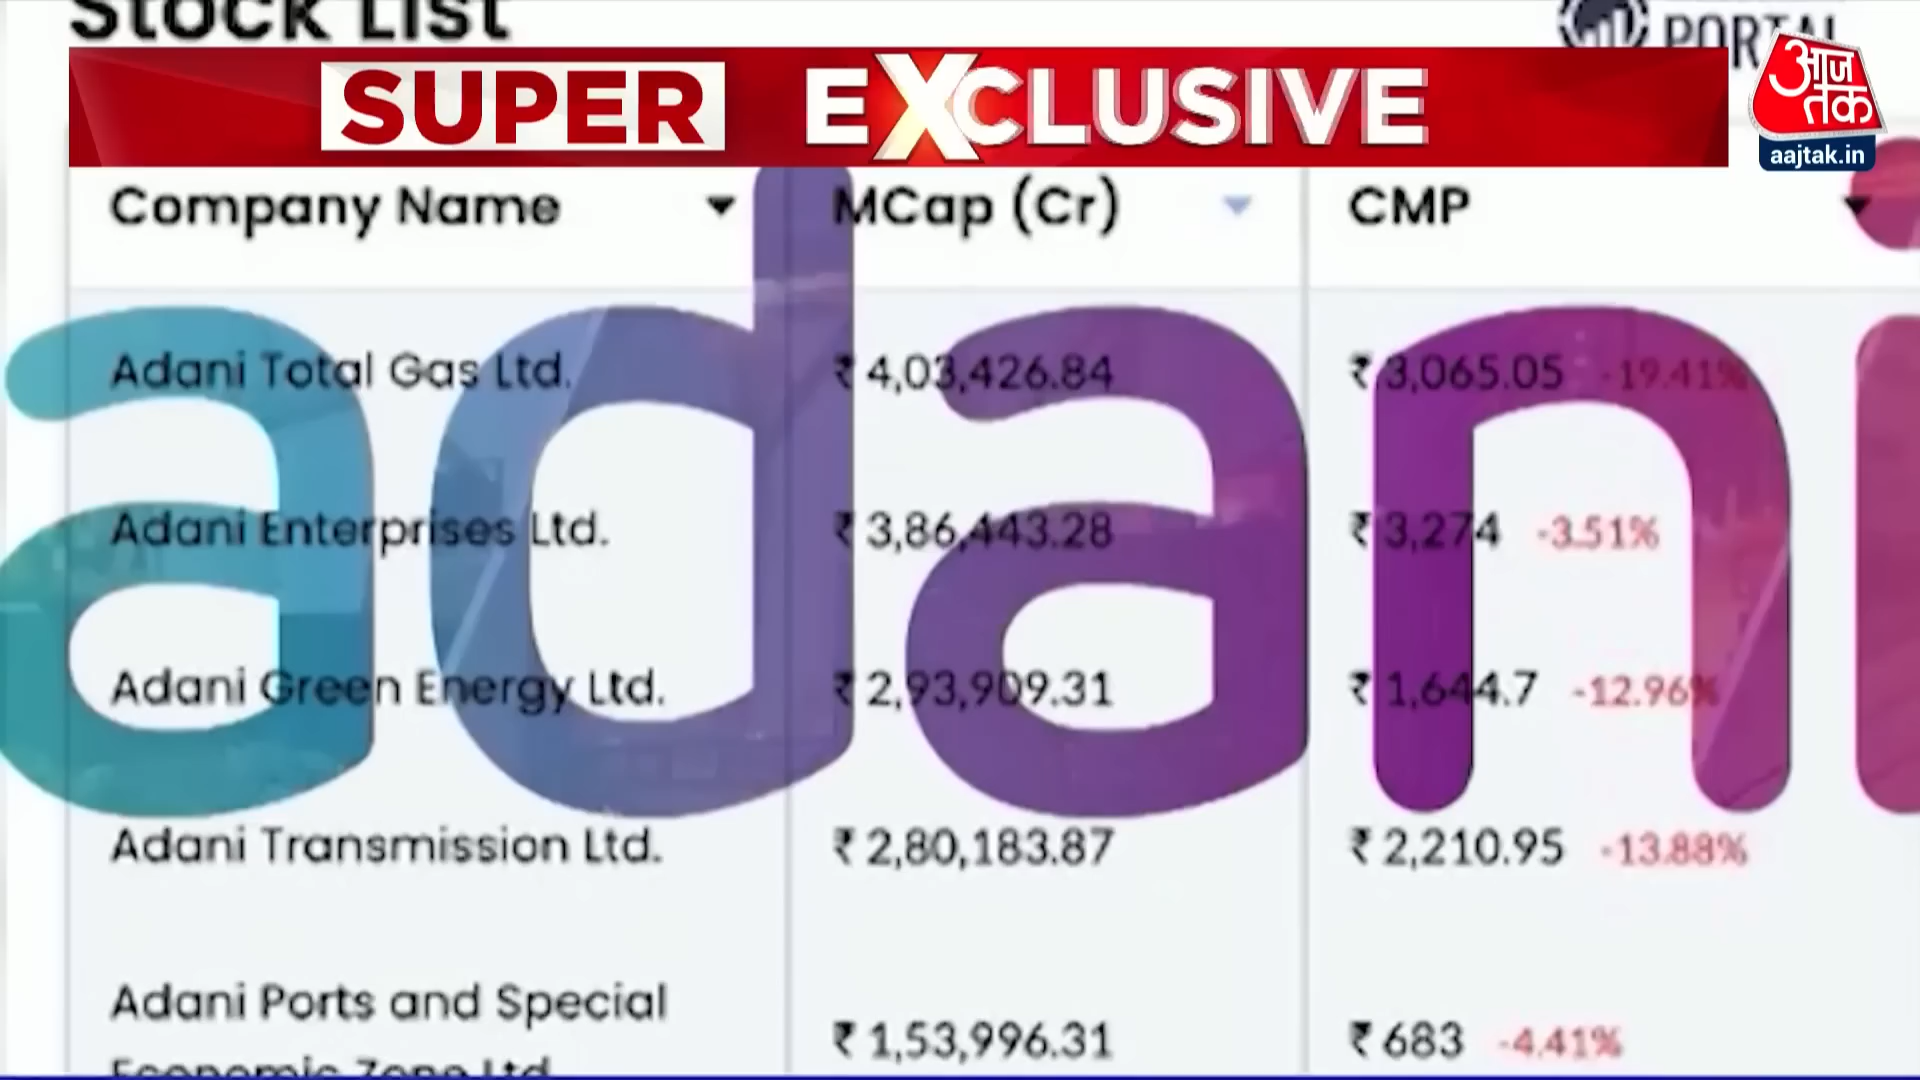 Stock List
PORTAL
SUPER EXCLUSIVE
आज
तक
aajtak.in
Company Name MCap (Cr) CMP
adani
Adani Total Gas Ltd. ₹ 4,03,426.84 ₹ 3,065.05 -19.41%
Adani Enterprises Ltd. ₹ 3,86,443.28 ₹ 3,274 -3.51%
Adani Green Energy Ltd. ₹ 2,93,909.31 ₹ 1,644.7 -12.96%
Adani Transmission Ltd. ₹ 2,80,183.87 ₹ 2,210.95 -13.88%
Adani Ports and Special
Economic Zone Ltd. ₹ 1,53,996.31 ₹ 683 -4.41%